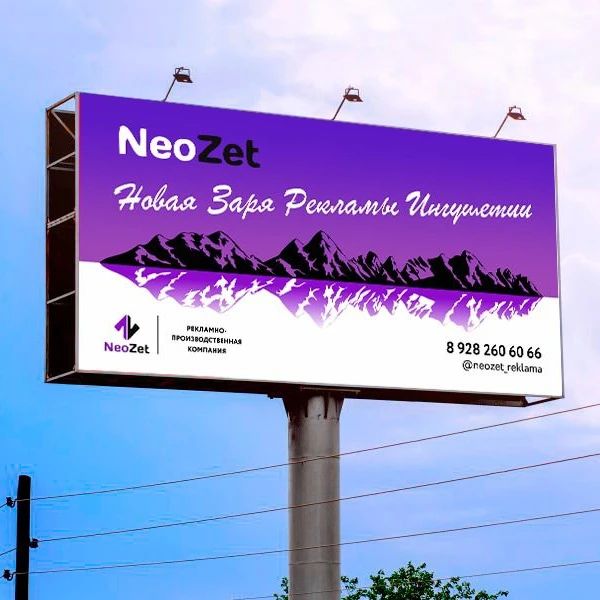 NeoZet
Новая Заря Рекламы Ингушетии
NeoZet
РЕКЛАМНО-
ПРОИЗВОДСТВЕННАЯ
КОМПАНИЯ
8 928 260 60 66
@neozet_reklama